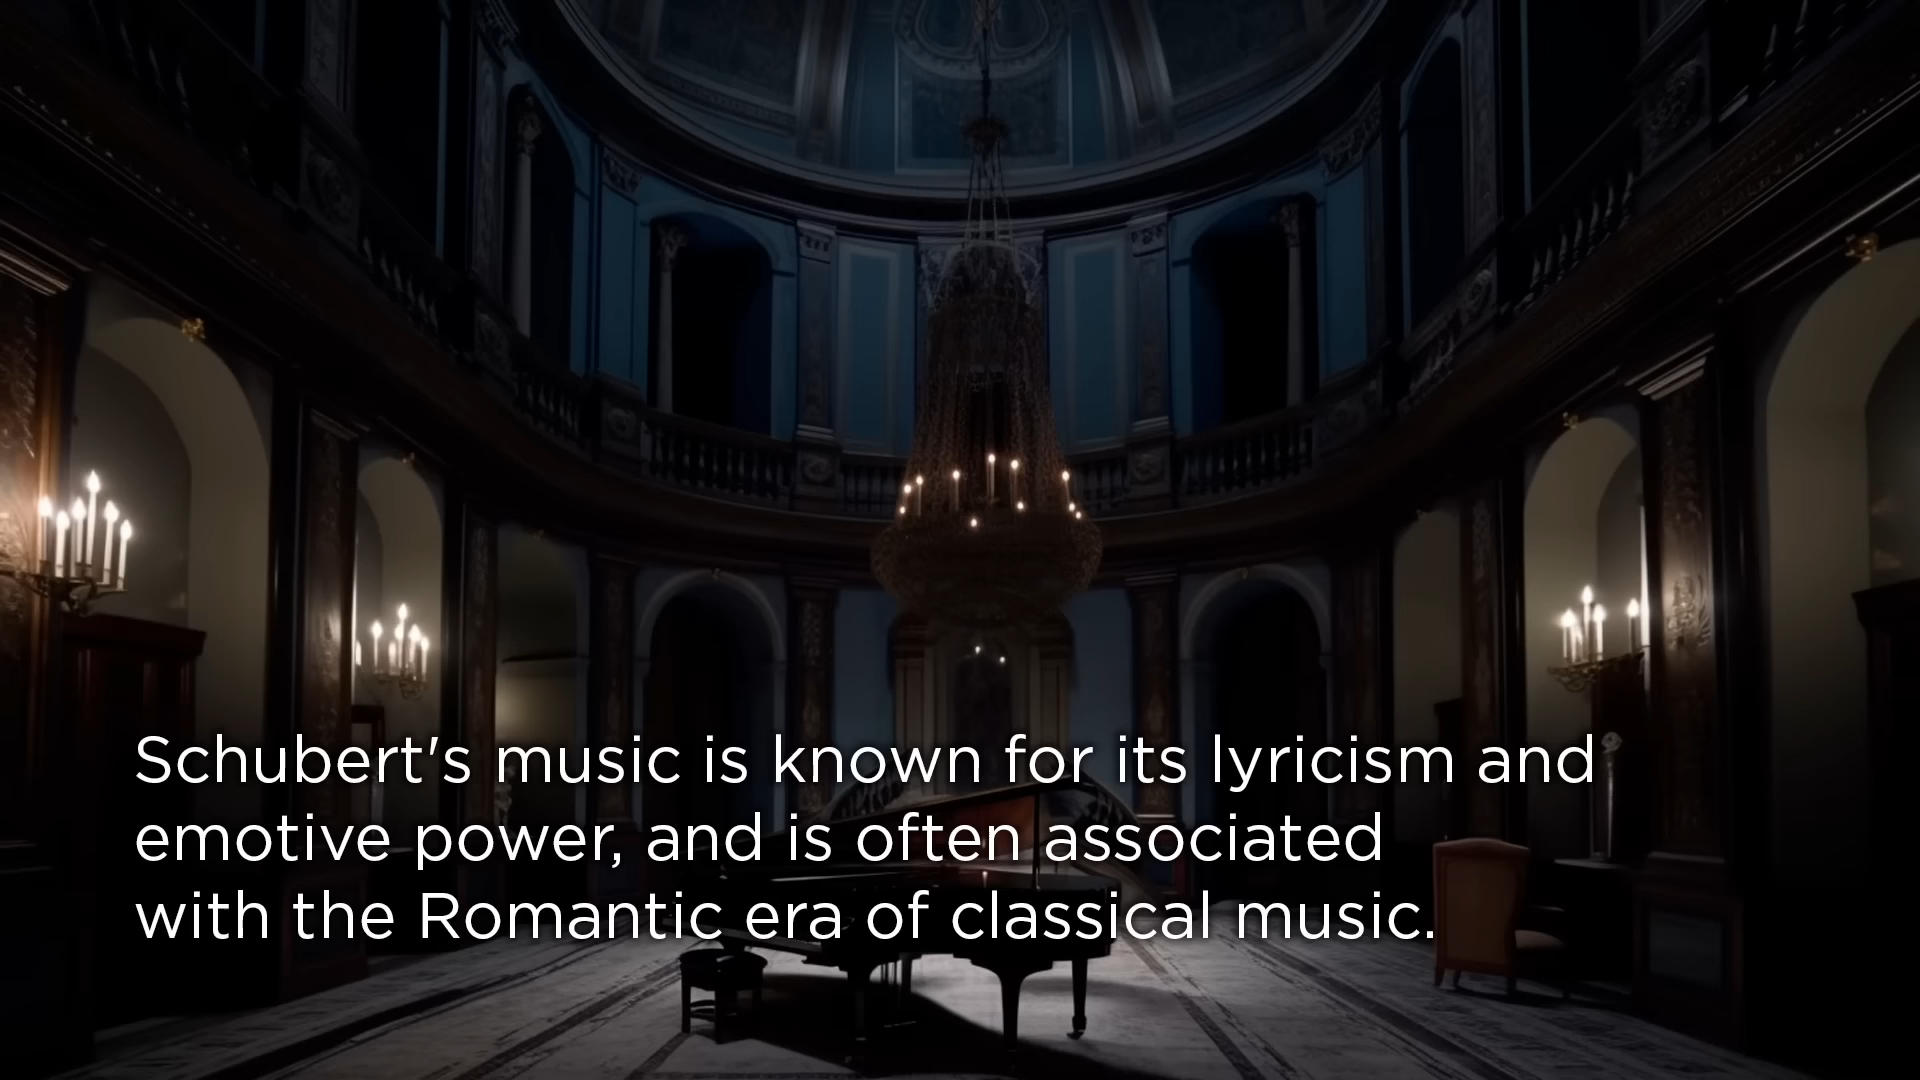 Schubert's music is known for its lyricism and
emotive power, and is often associated
with the Romantic era of classical music.